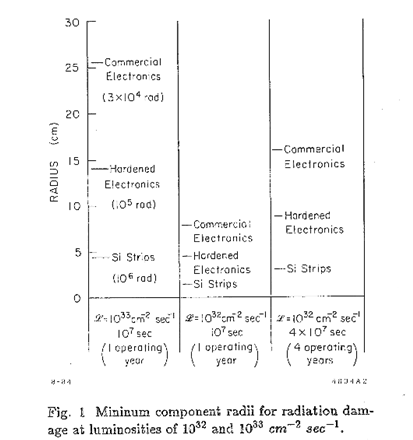 30
25
20
15
10
5
0
RADIUS (cm)
Commercial
Electronics
(3×10⁴ rad)
Hardened
Electronics
(10⁵ rad)
Si Strips
(10⁶ rad)
Commercial
Electronics
Hardened
Electronics
Si Strips
Commercial
Electronics
Hardened
Electronics
Si Strips
ℒ=10³³cm⁻² sec⁻¹
10⁷ sec
(1 operating
year)
ℒ=10³²cm⁻² sec⁻¹
10⁷ sec
(1 operating
year)
ℒ=10³² cm⁻² sec⁻¹
4×10⁷ sec
(4 operating
years)
8-84
4834A2
Fig. 1 Mininum component radii for radiation dam-
age at luminosities of 10³² and 10³³ cm⁻² sec⁻¹.